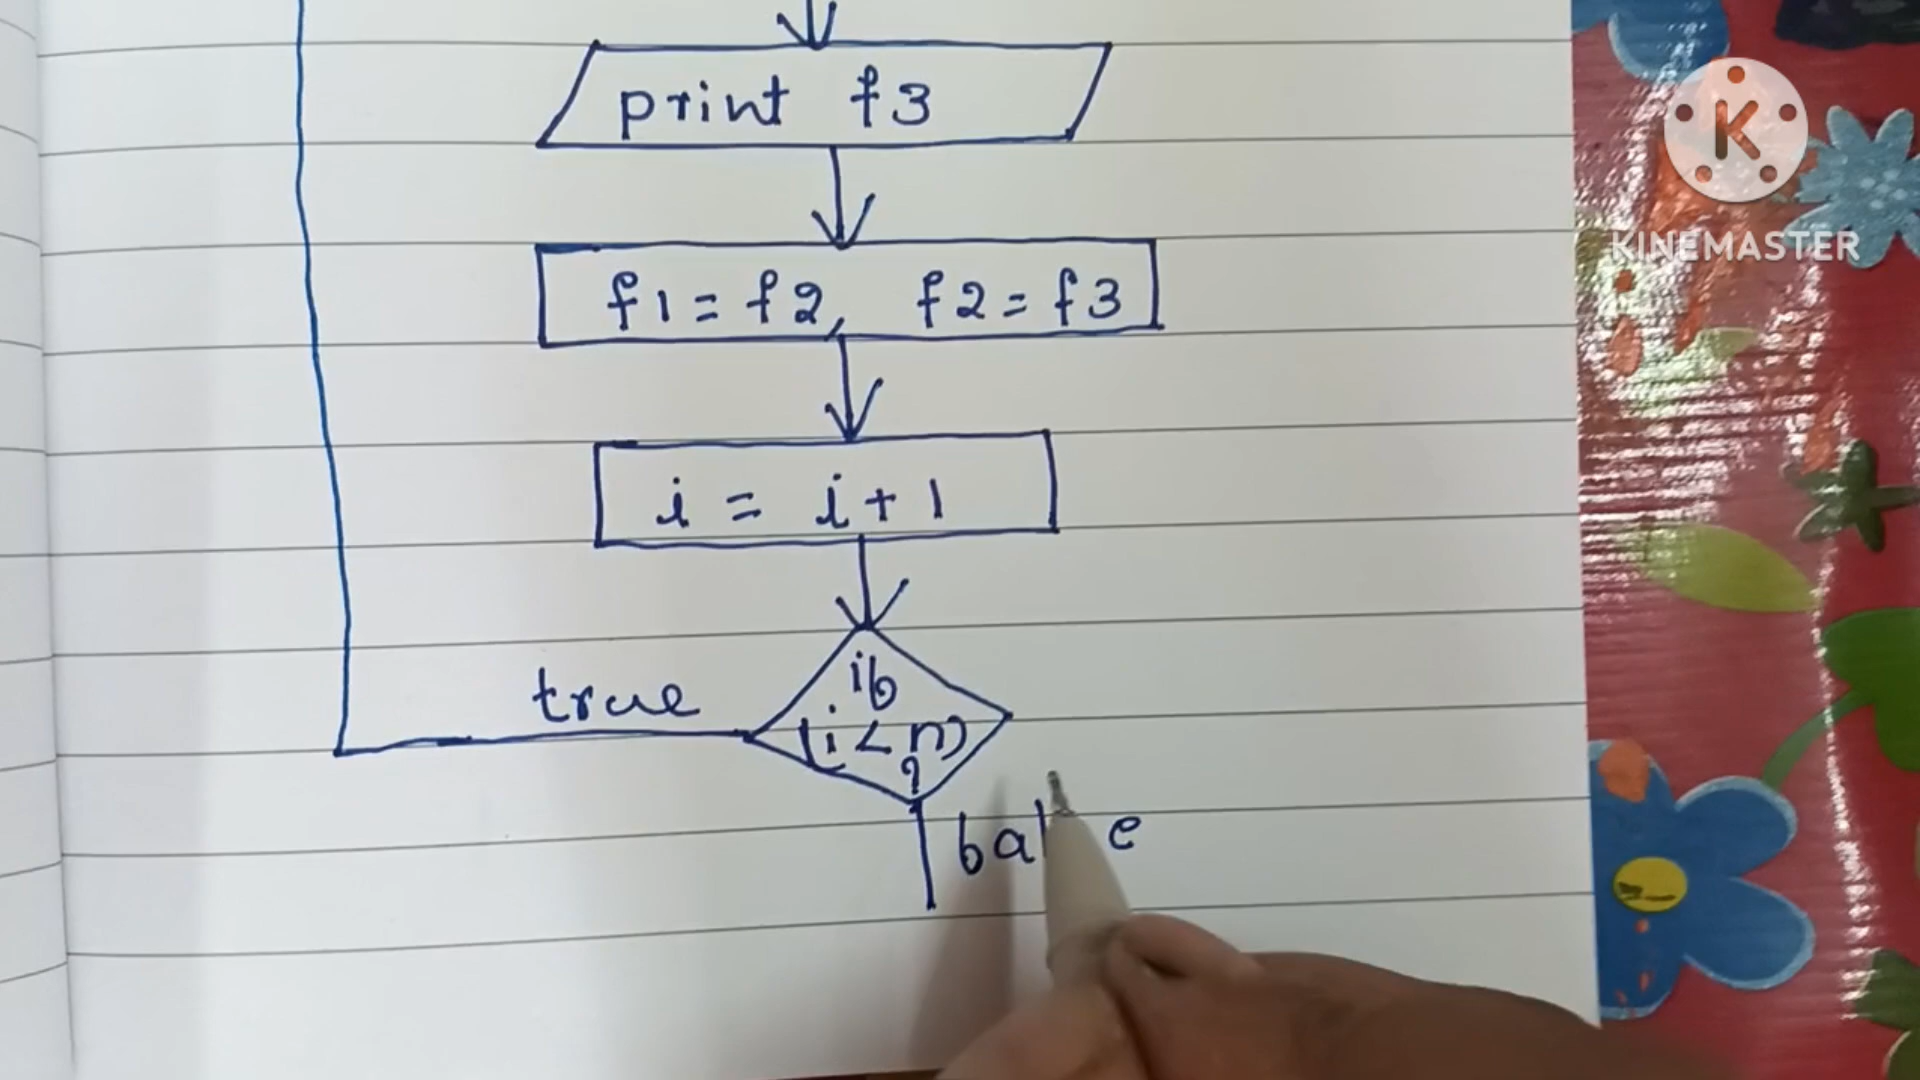 print f3
KINEMASTER
f1 = f2, f2 = f3
i = i + 1
if
true
(i < n)
?